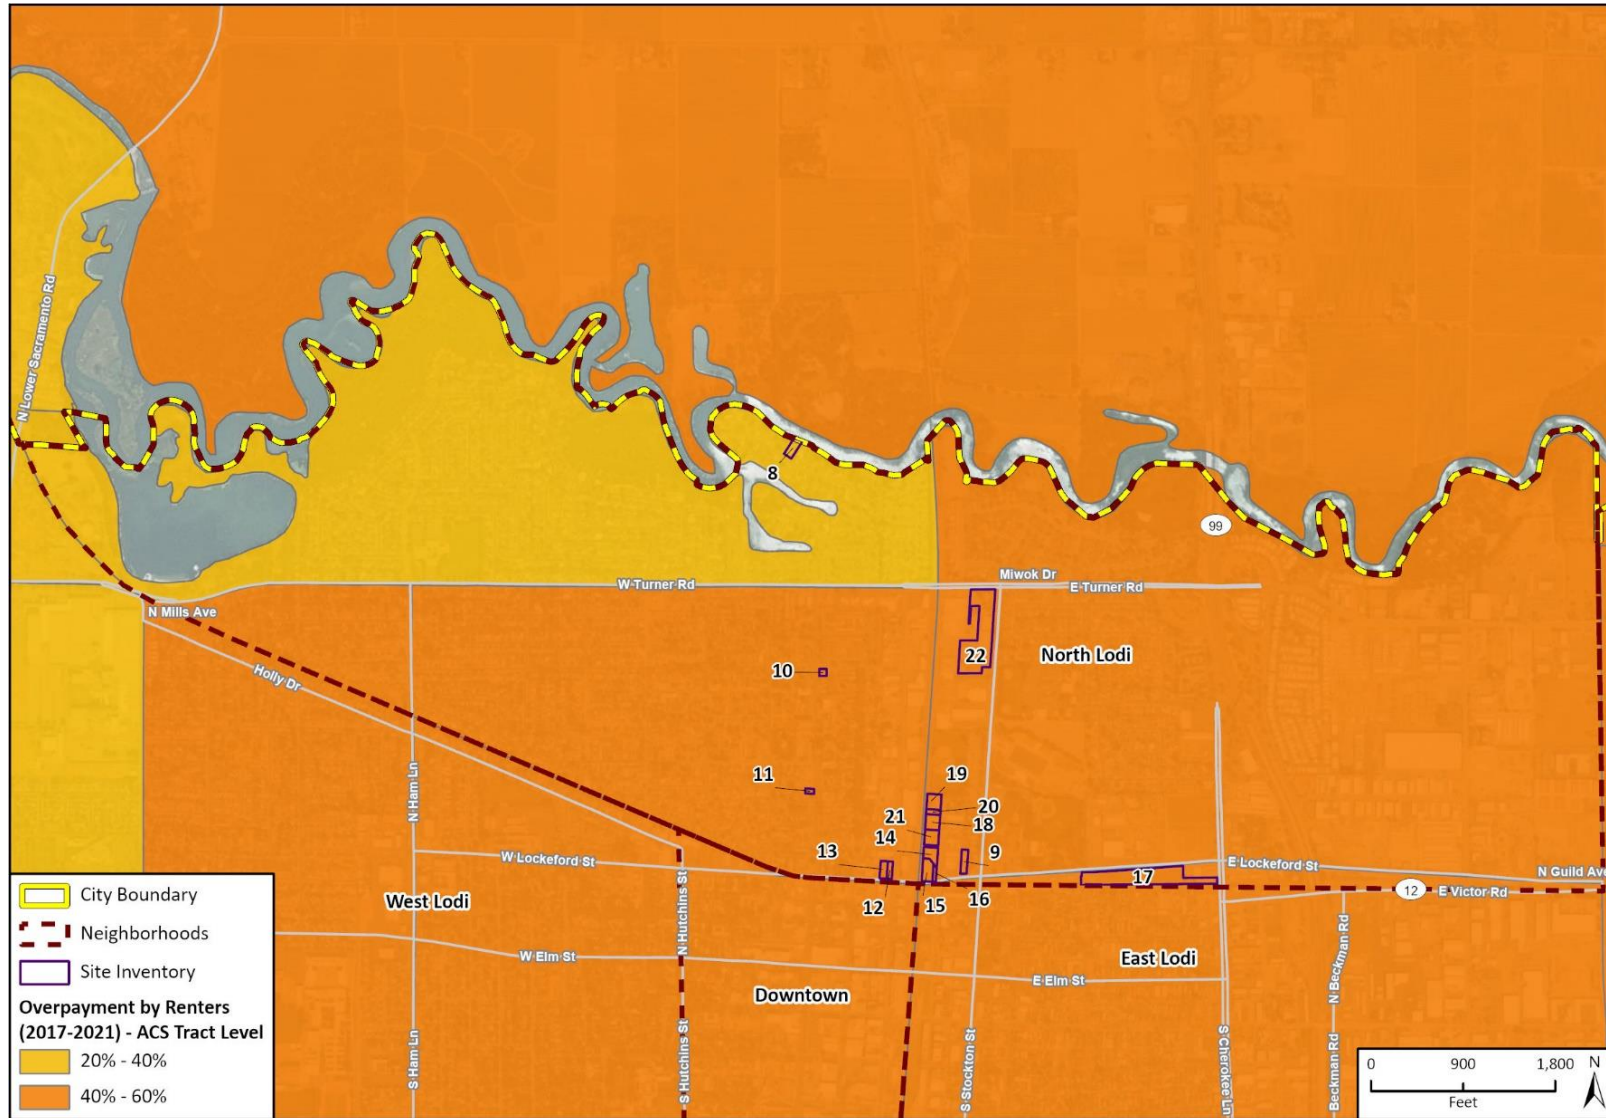 N Lower Sacramento Rd
8
99
W Turner Rd
Miwok Dr
E Turner Rd
N Mills Ave
Holly Dr
10
22
North Lodi
N Ham Ln
11
19
20
21
18
14
13
9
W Lockeford St
E Lockeford St
N Guild Ave
17
12
E Victor Rd
12
15
16
West Lodi
N Hutchins St
W Elm St
East Lodi
E Elm St
Downtown
N Beckman Rd
S Ham Ln
S Hutchins St
S Stockton St
S Cherokee Ln
Beckman Rd
City Boundary
Neighborhoods
Site Inventory
Overpayment by Renters
(2017-2021) - ACS Tract Level
20% - 40%
40% - 60%
0 900 1,800
Feet
N